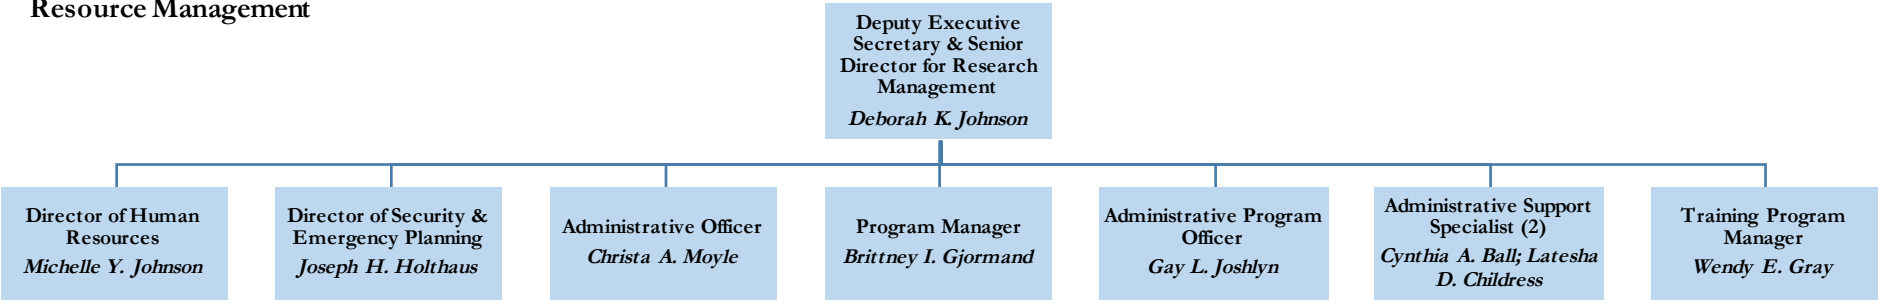 Resource Management
Deputy Executive
Secretary & Senior
Director for Research
Management
Deborah K. Johnson
Director of Human
Resources
Michelle Y. Johnson
Director of Security &
Emergency Planning
Joseph H. Holthaus
Administrative Officer
Christa A. Moyle
Program Manager
Brittney I. Gjormand
Administrative Program
Officer
Gay L. Joshlyn
Administrative Support
Specialist (2)
Cynthia A. Ball; Latesha
D. Childress
Training Program
Manager
Wendy E. Gray